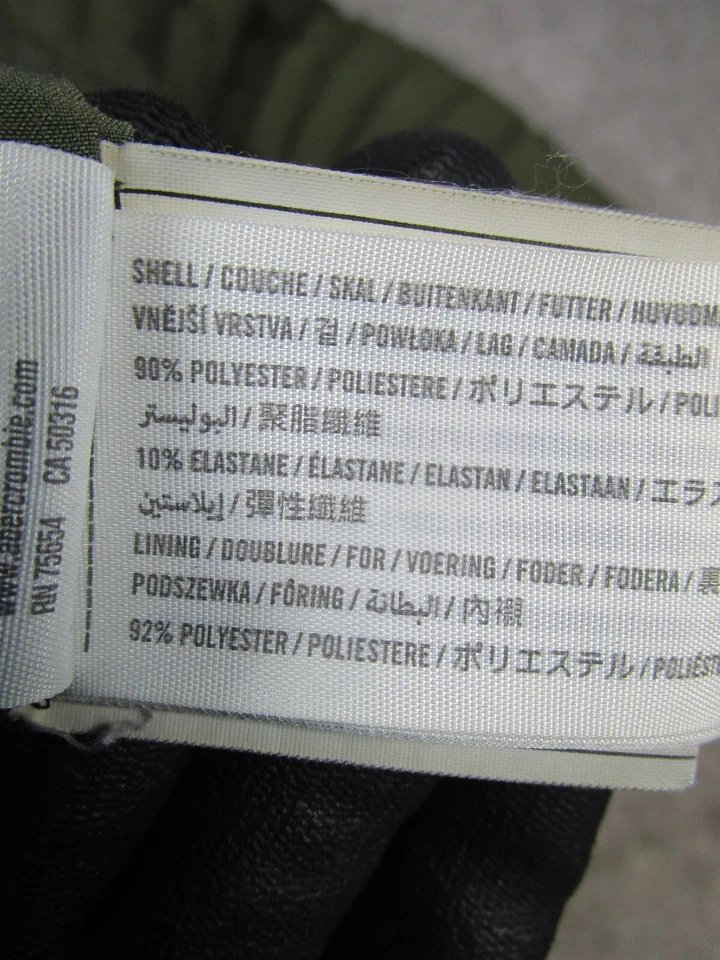 SHELL / COUCHE / SKAL / BUITENKANT / FUTTER / HUVUDM
VNĚJŠÍ VRSTVA / 겉 / POWŁOKA / LAG / CAMADA / الطبقة
90% POLYESTER / POLIESTERE / ポリエステル / POLI
البوليستر / 聚脂纖維
10% ELASTANE / ÉLASTANE / ELASTAN / ELASTAAN / エラス
إيلاستين / 彈性纖維
LINING / DOUBLURE / FOR / VOERING / FODER / FODERA / 裏
PODSZEWKA / FÔRING / البطانة / 內襯
92% POLYESTER / POLIESTERE / ポリエステル / POLIÉST
www.abercrombie.com
RN 75654 CA 50316